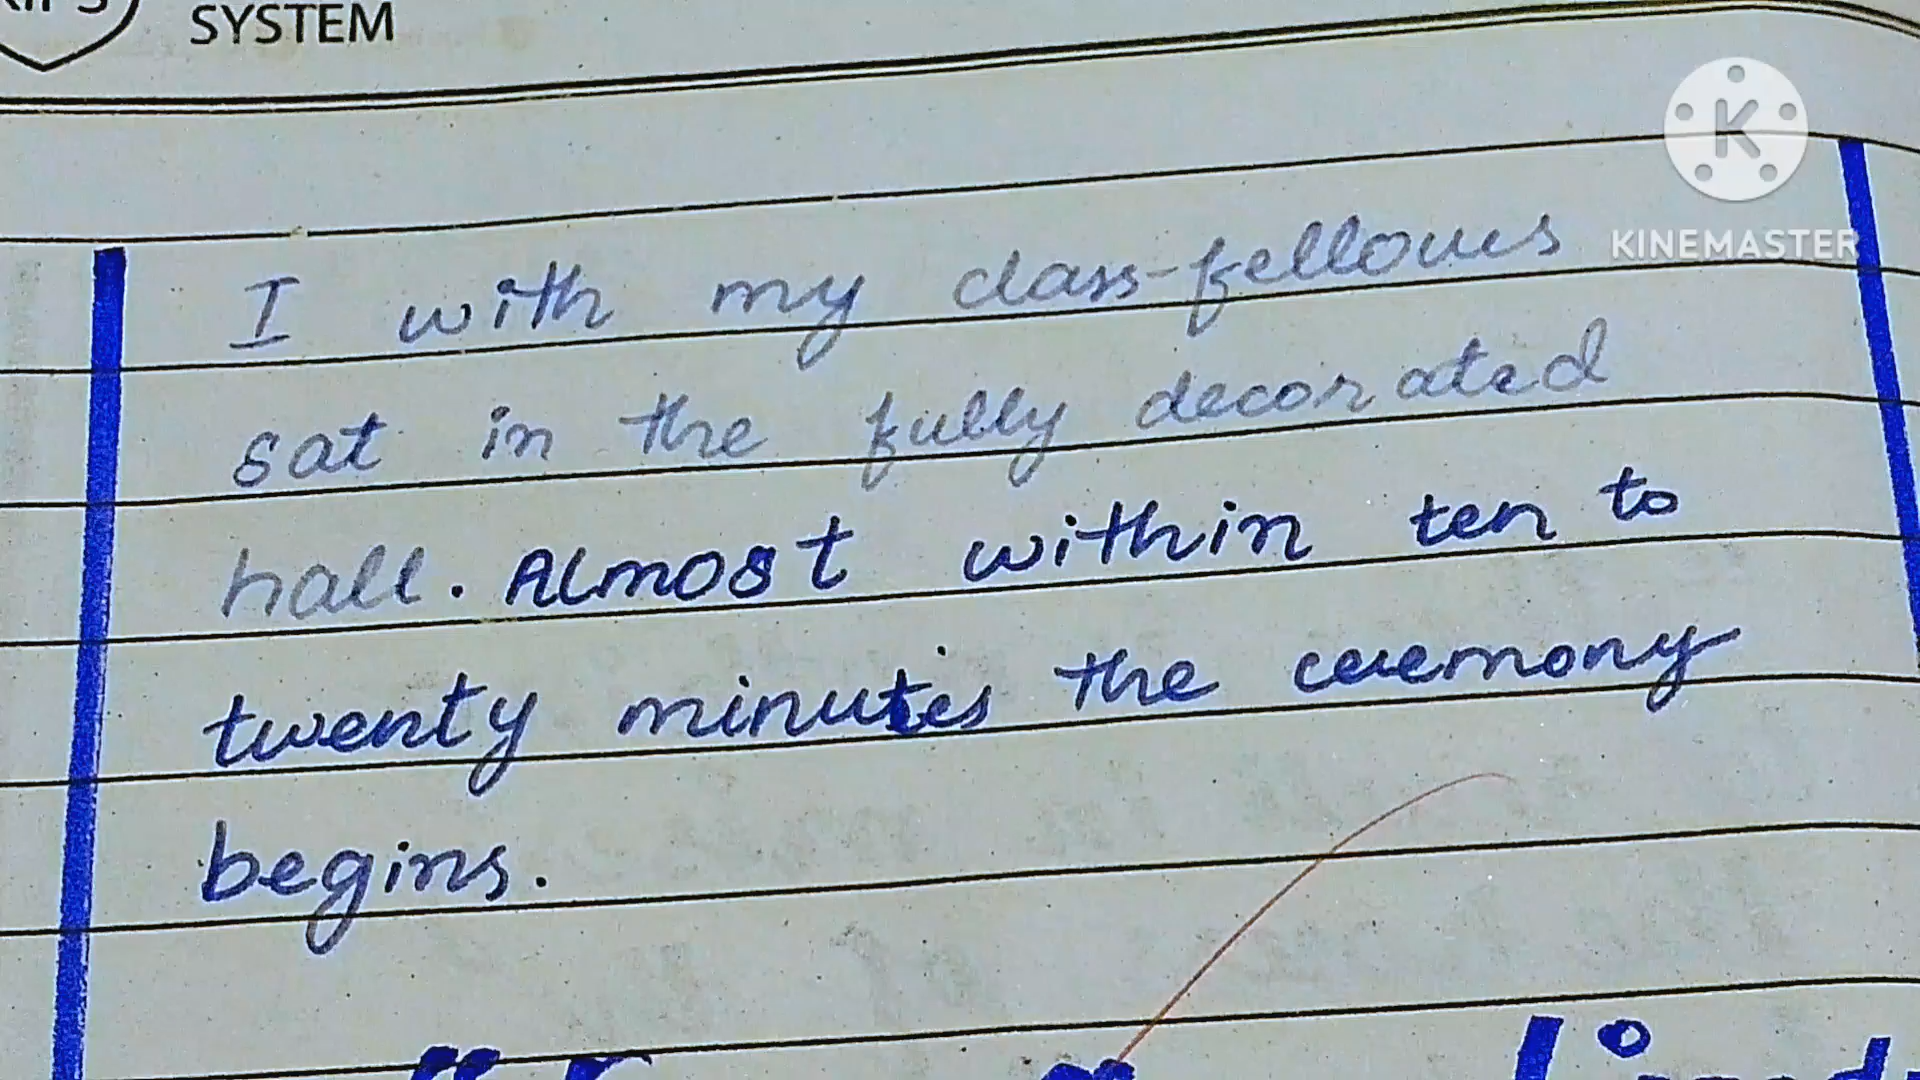 SYSTEM
KINEMASTER
I with my class-fellows
sat in the fully decorated
hall. Almost within ten to
twenty minutes the ceremony
begins.